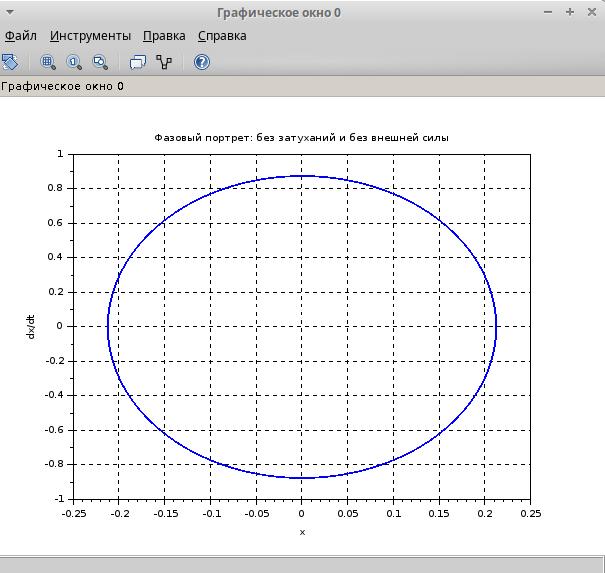 Графическое окно 0
Файл Инструменты Правка Справка
Графическое окно 0
Фазовый портрет: без затуханий и без внешней силы
1
0.8
0.6
0.4
0.2
0
-0.2
-0.4
-0.6
-0.8
-1
dx/dt
-0.25 -0.2 -0.15 -0.1 -0.05 0 0.05 0.1 0.15 0.2 0.25
x